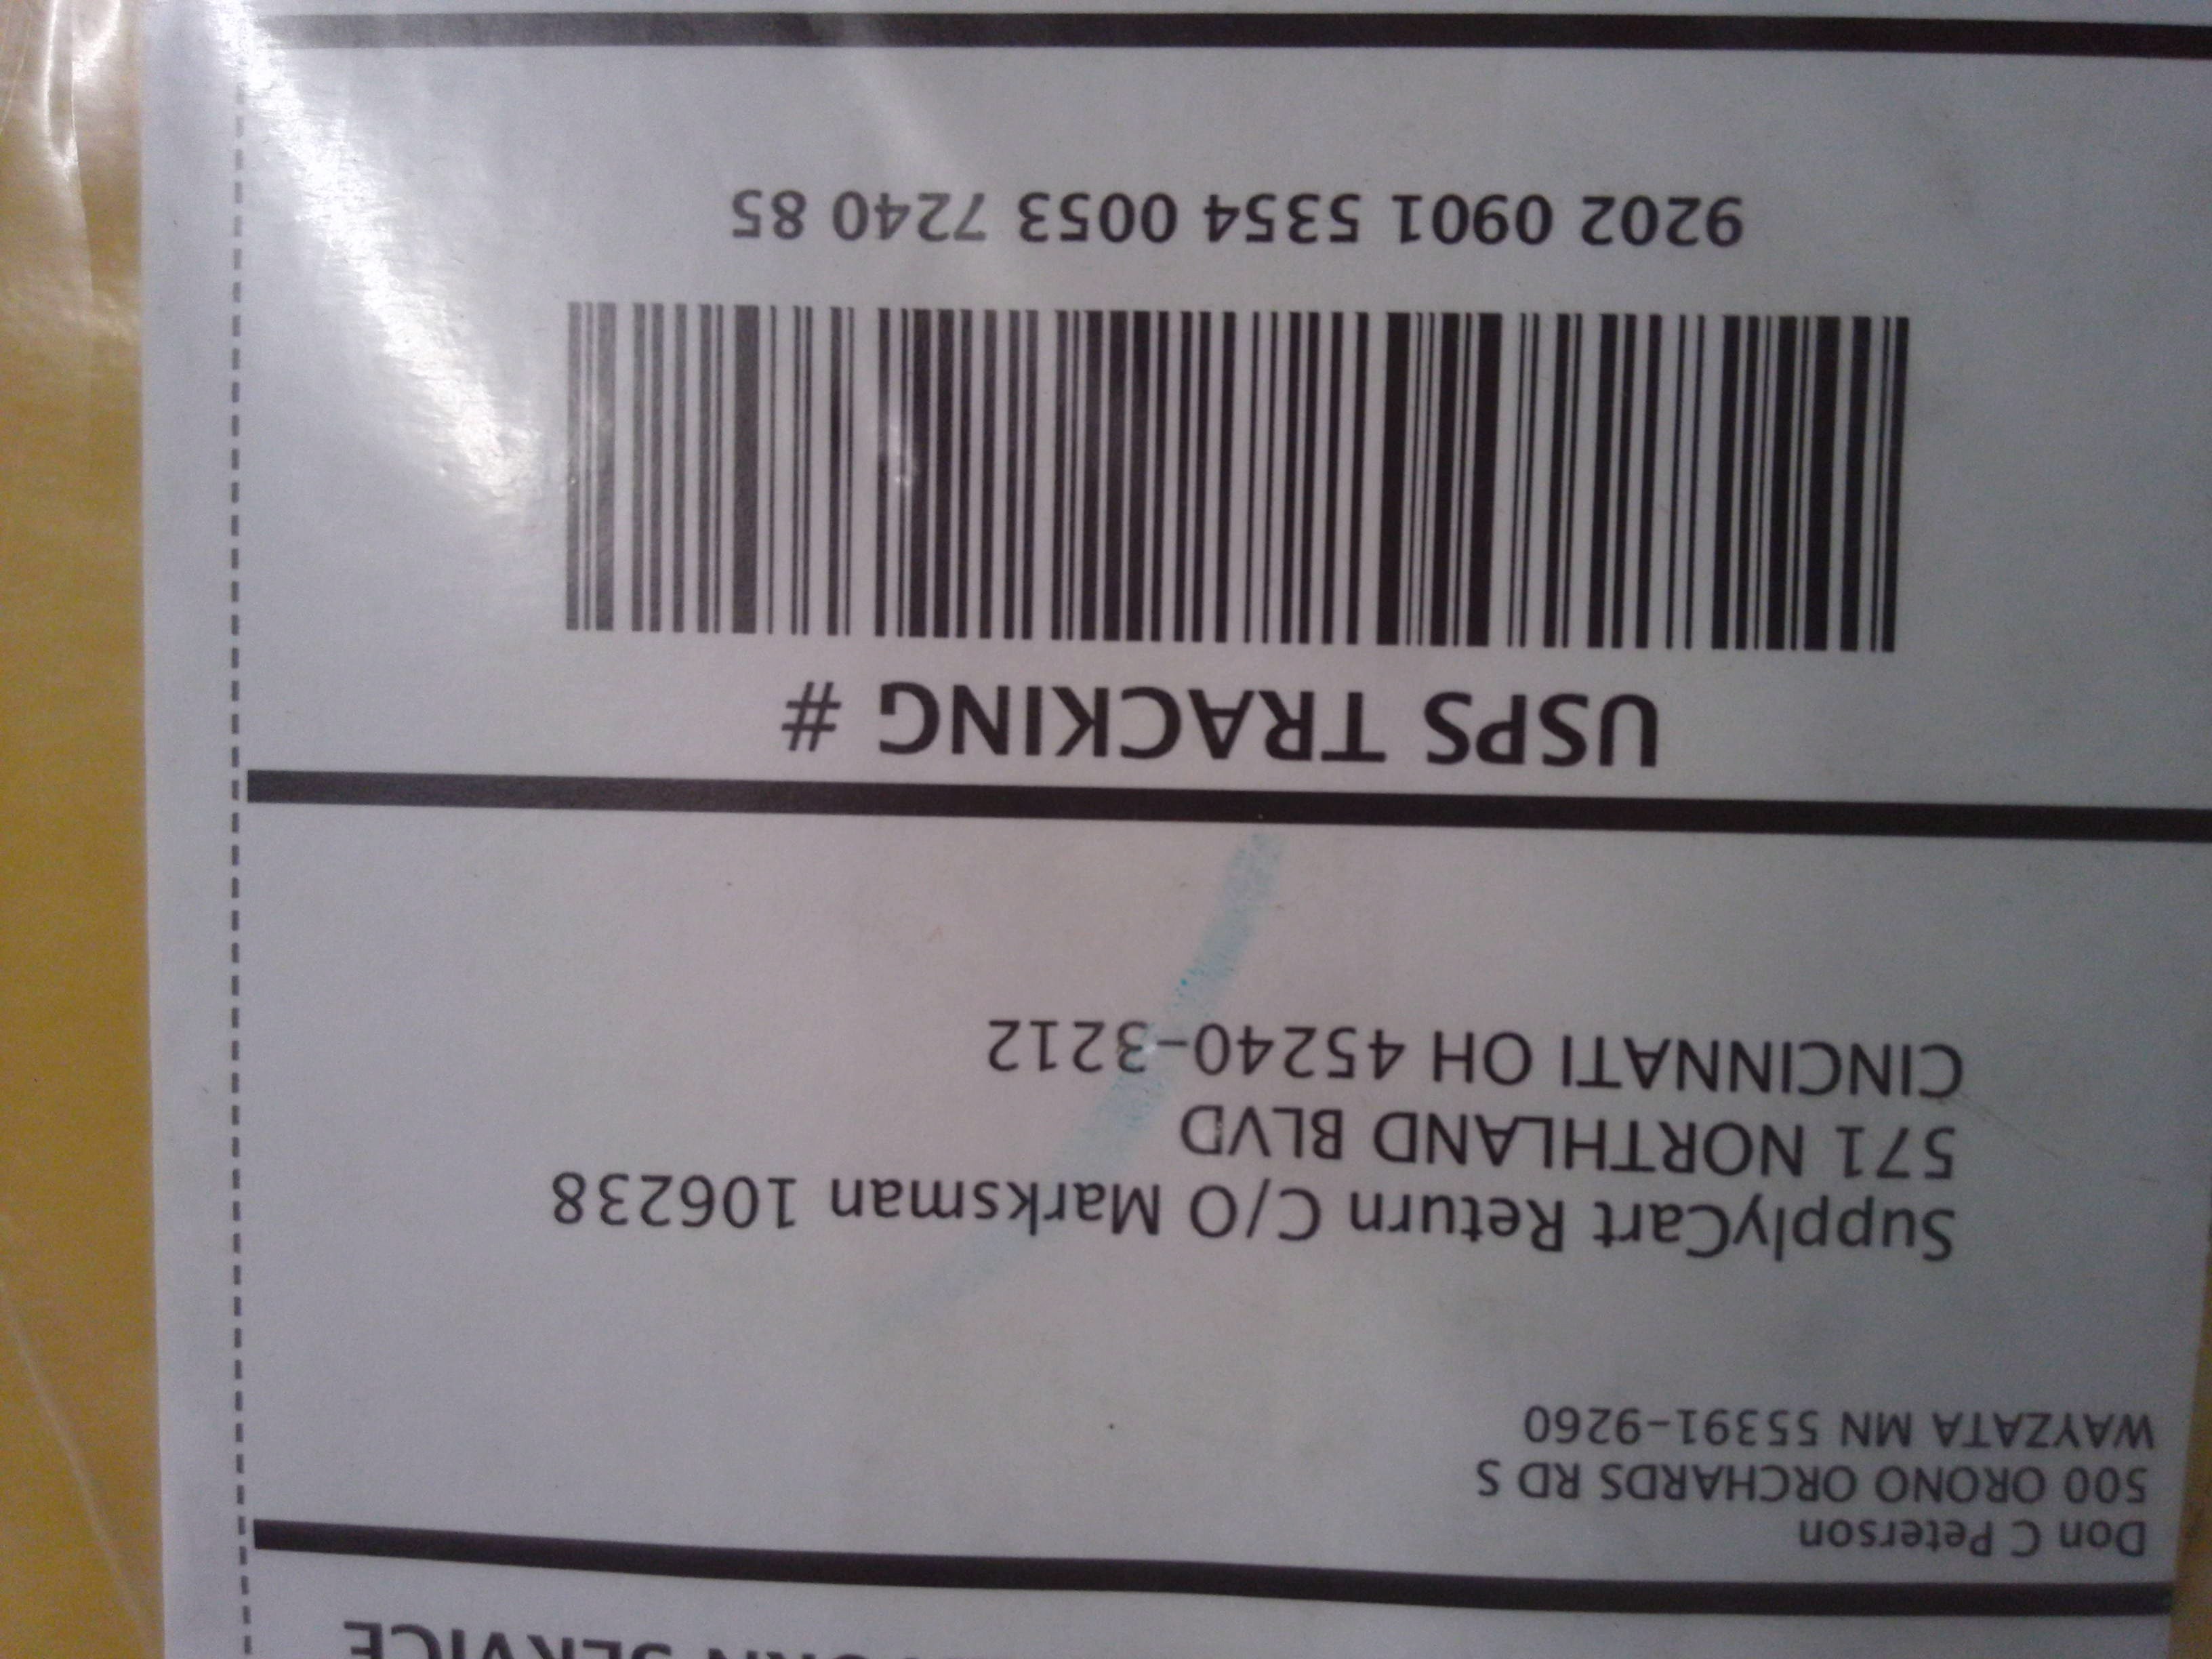 SERVICE
Don C Peterson
500 ORONO ORCHARDS RD S
WAYZATA MN 55391-9260
SupplyCart Return C/O Marksman 106238
571 NORTHLAND BLVD
CINCINNATI OH 45240-3212
USPS TRACKING #
9202 0901 5354 0053 7240 85